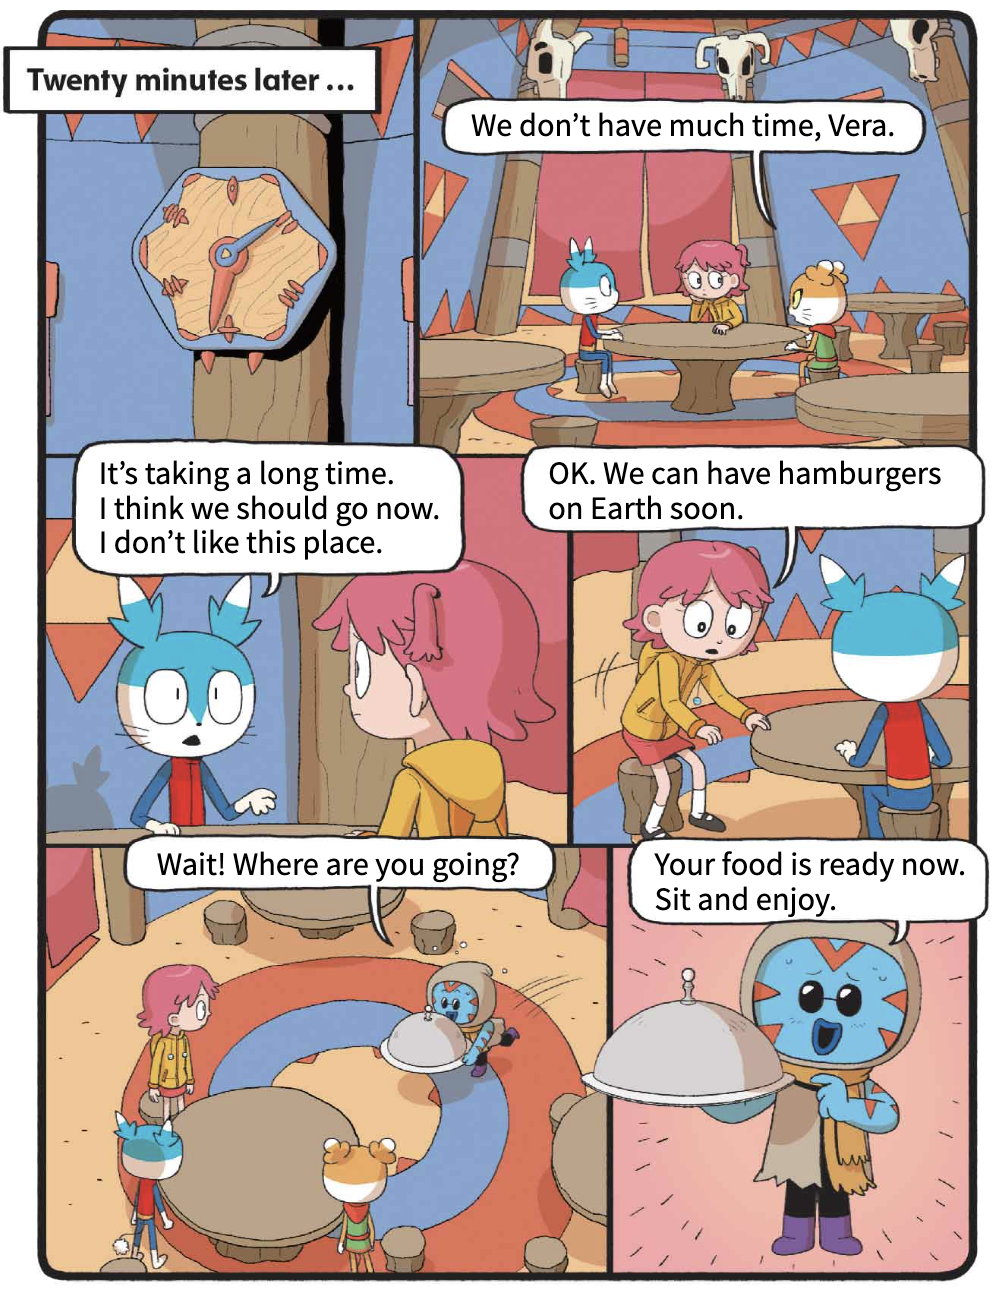 Twenty minutes later ...
We don't have much time, Vera.
It's taking a long time.
I think we should go now.
I don't like this place.
OK. We can have hamburgers
on Earth soon.
Wait! Where are you going?
Your food is ready now.
Sit and enjoy.